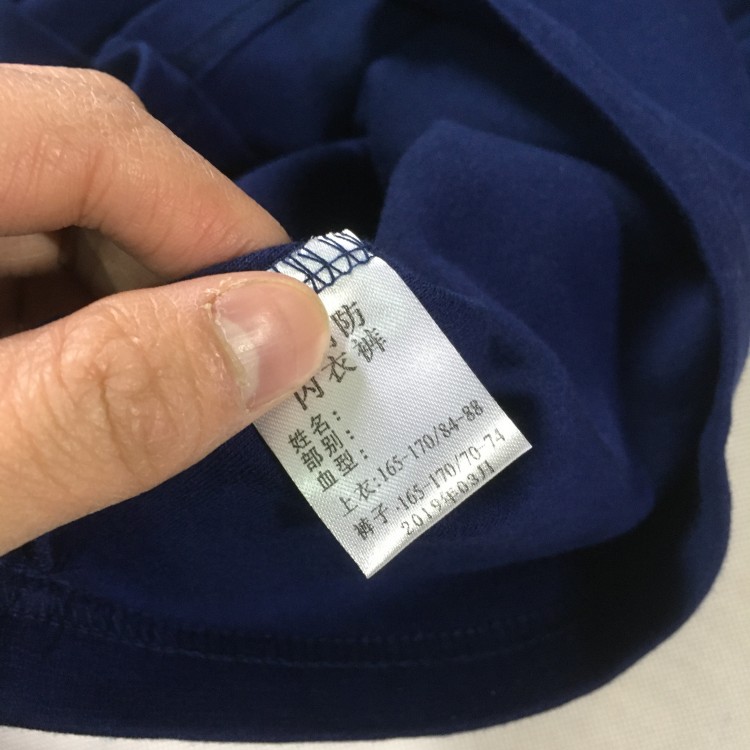 防
内衣裤
姓名：
部别：
血型：
上衣:165-170/84-88
裤子:165-170/70-74
2019年03月